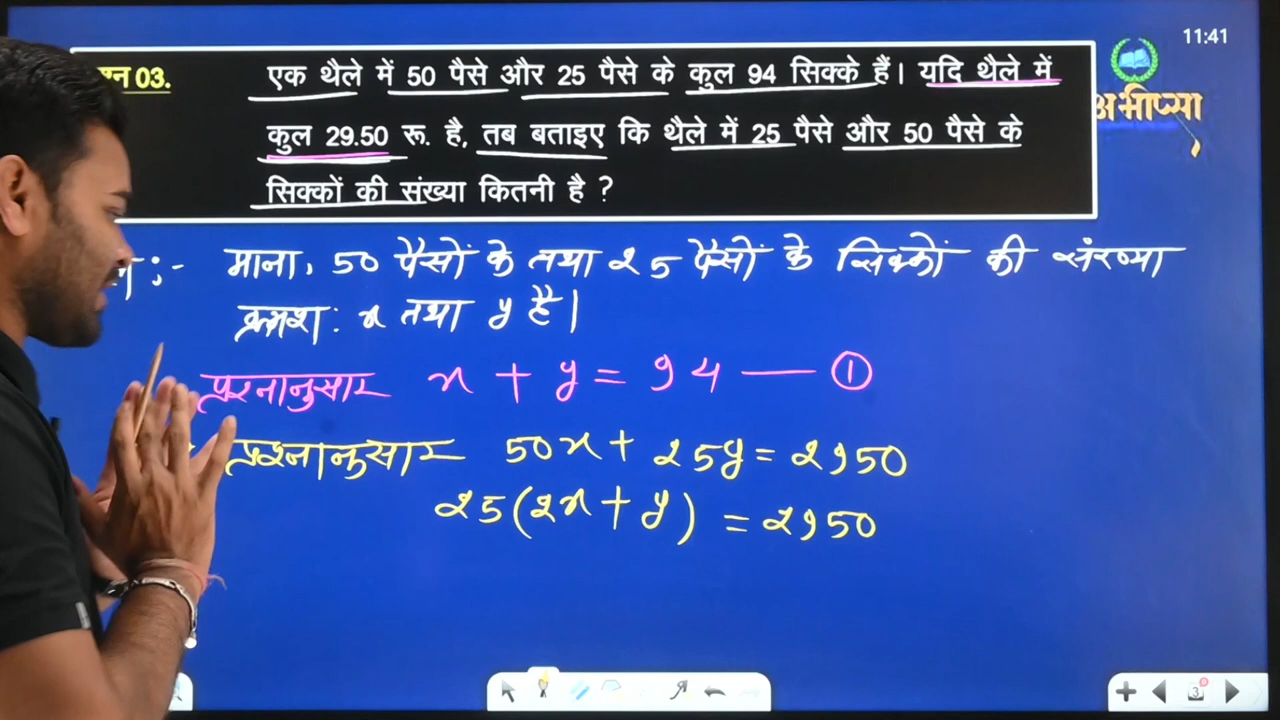 11:41
न 03. एक थैले में 50 पैसे और 25 पैसे के कुल 94 सिक्के हैं। यदि थैले में
अभीप्सा
कुल 29.50 रू. है, तब बताइए कि थैले में 25 पैसे और 50 पैसे के
सिक्कों की संख्या कितनी है ?
:- माना, 50 पैसों के तथा 25 पैसों के सिक्कों की संख्या
क्रमश: x तथा y है।
प्रश्नानुसार x + y = 94 — ①
प्रश्नानुसार 50x + 25y = 2950
25(2x + y) = 2950
3